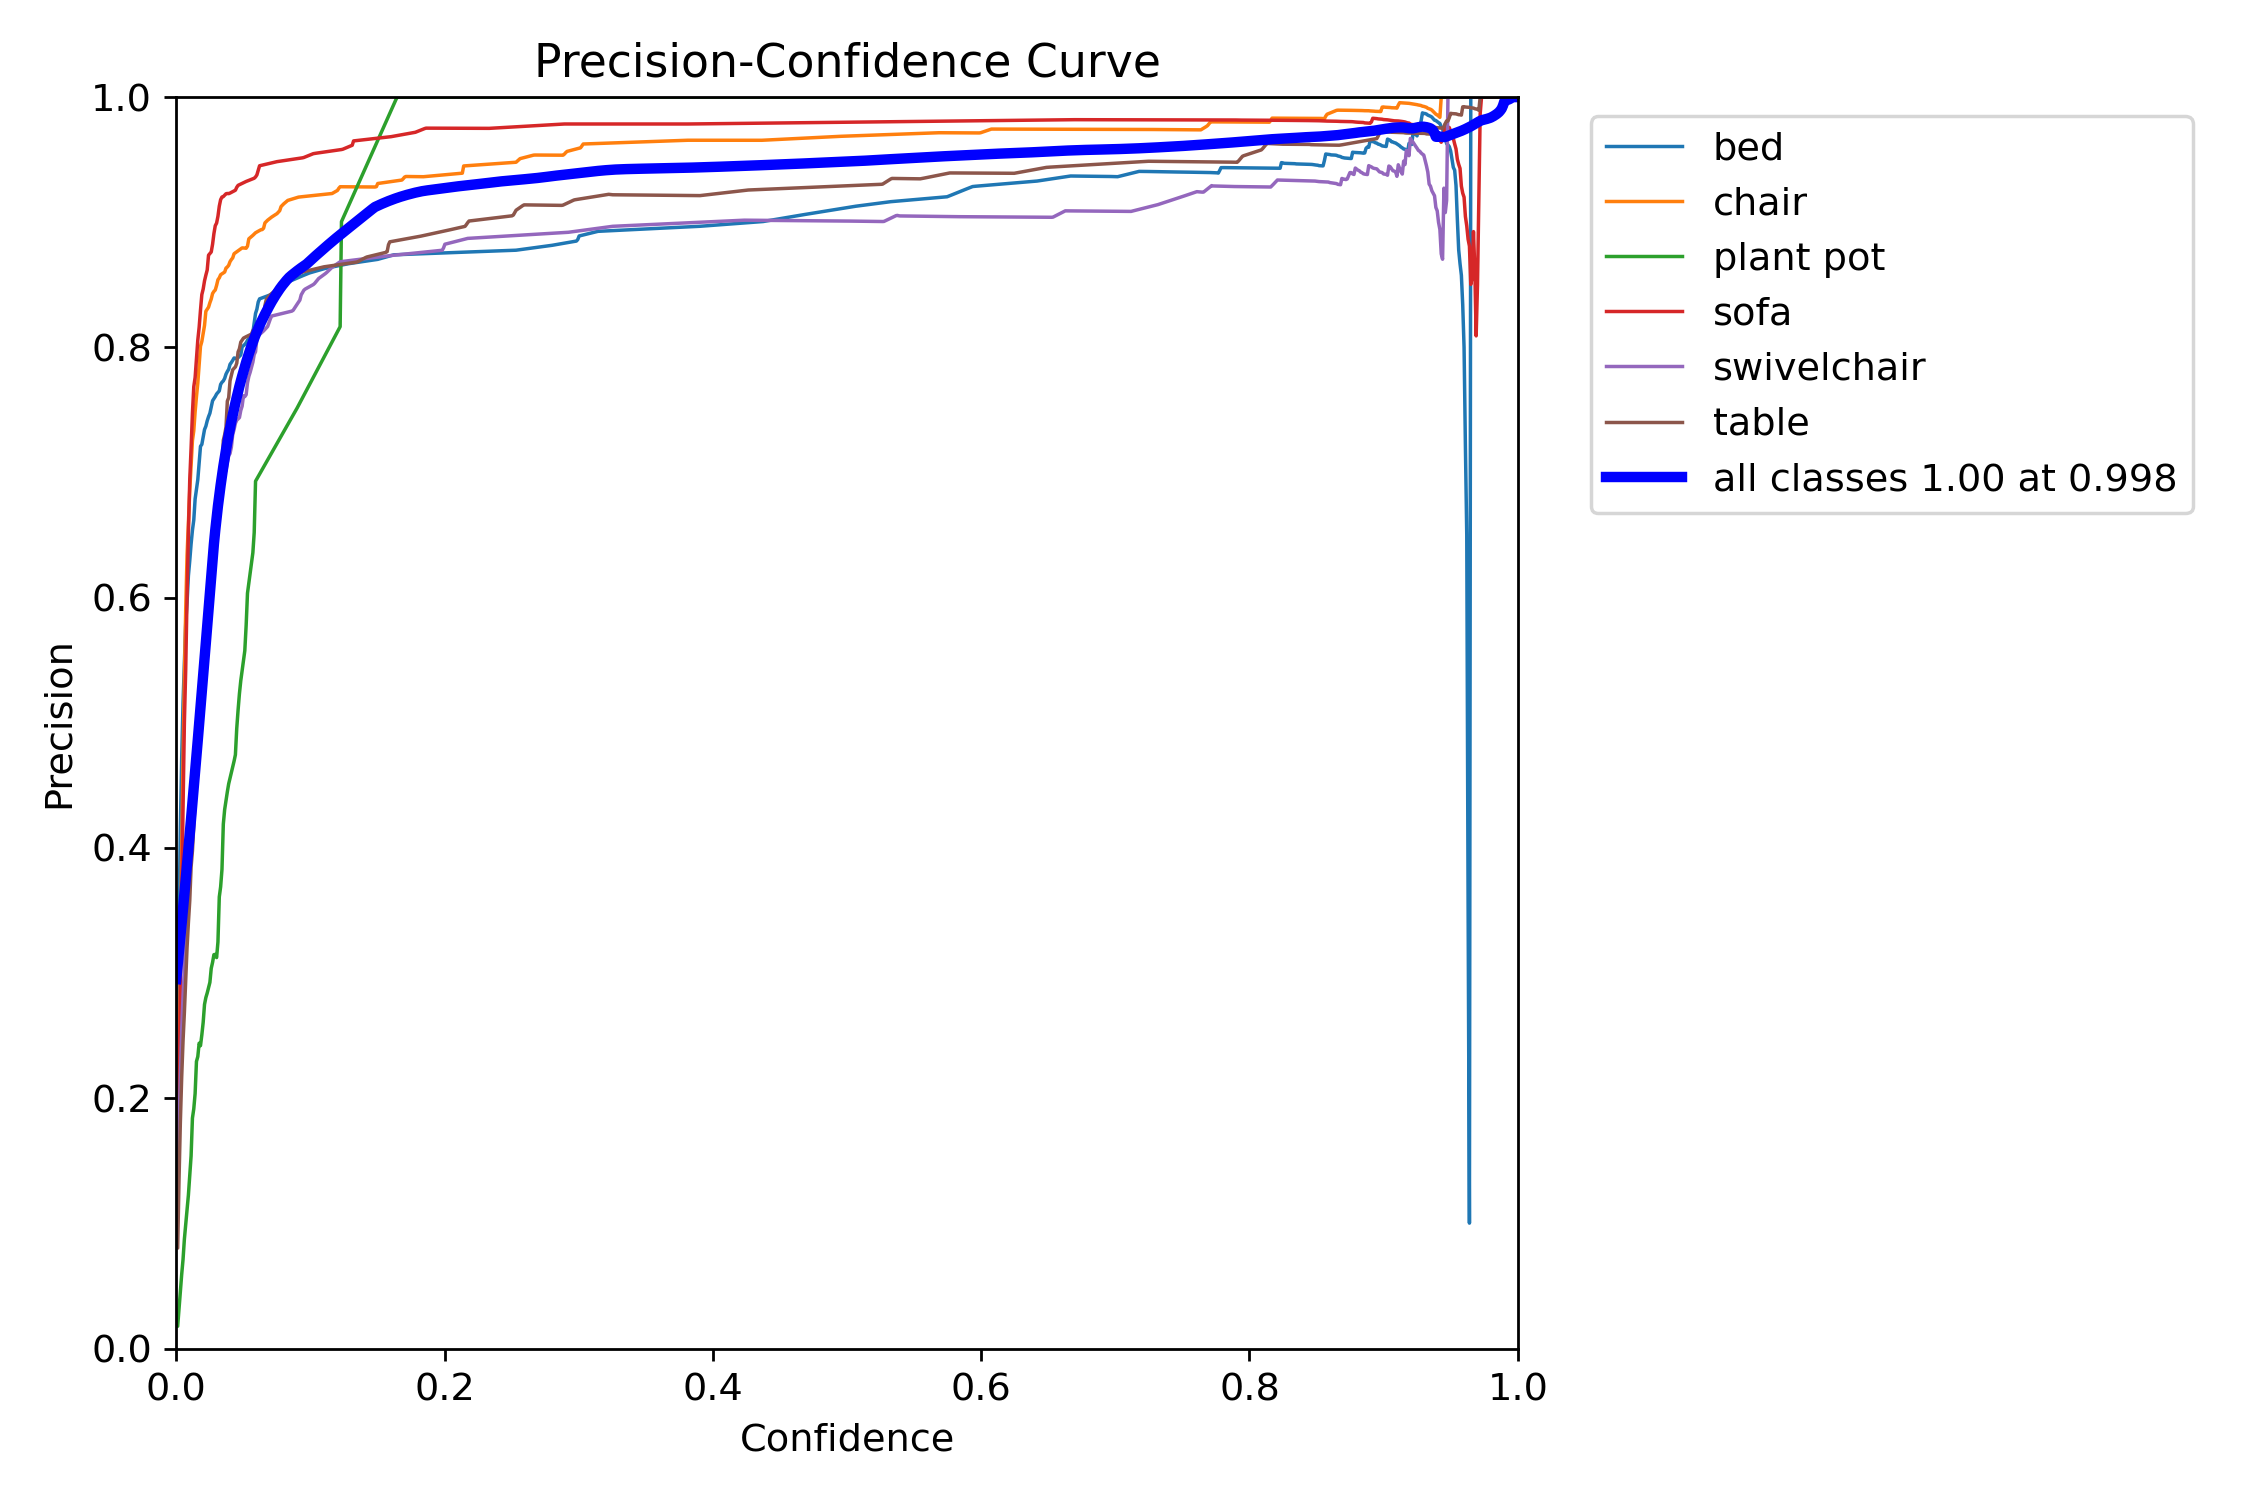 Precision-Confidence Curve
1.0
0.8
0.6
0.4
0.2
0.0
Precision
0.0 0.2 0.4 0.6 0.8 1.0
Confidence
bed
chair
plant pot
sofa
swivelchair
table
all classes 1.00 at 0.998